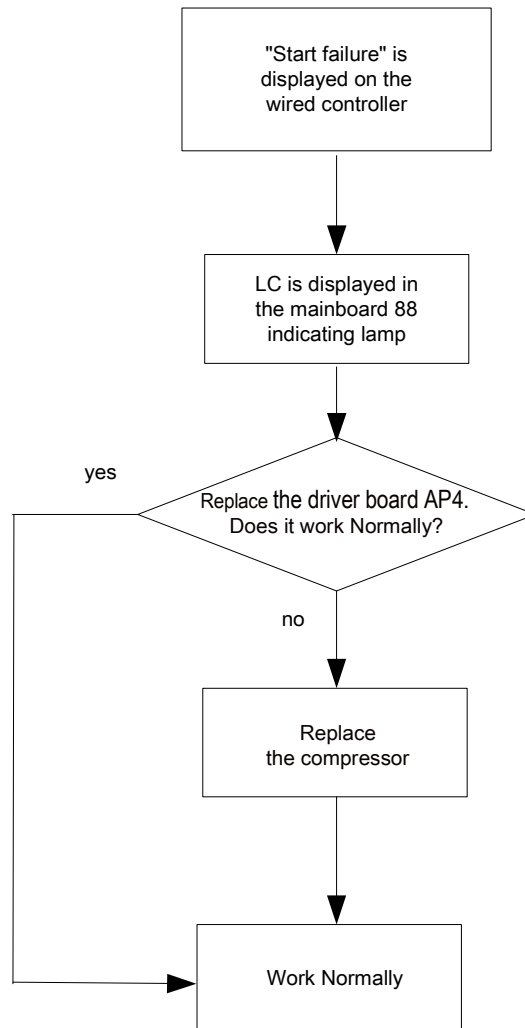 "Start failure" is
displayed on the
wired controller
LC is displayed in
the mainboard 88
indicating lamp
yes
Replace the driver board AP4.
Does it work Normally?
no
Replace
the compressor
Work Normally